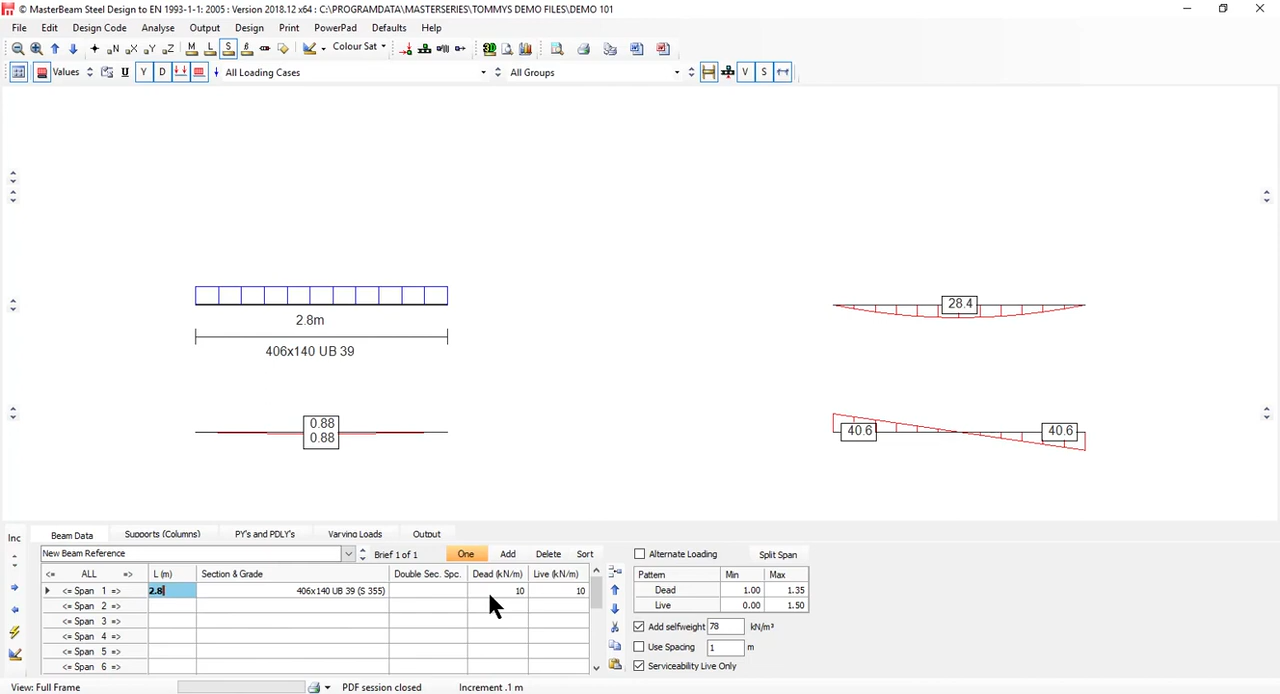 MasterBeam Steel Design to EN 1993-1-1: 2005 : Version 2018.12 x64 : C:\PROGRAMDATA\MASTERSERIES\TOMMYS DEMO FILES\DEMO 101
File Edit Design Code Analyse Output Design Print PowerPad Defaults Help
N X Y Z M L S Colour Sat 3D
Values U Y D All Loading Cases All Groups V S
2.8m
406x140 UB 39
28.4
0.88
0.88
40.6 40.6
Inc Beam Data Supports (Columns) PY's and PDLY's Varying Loads Output
New Beam Reference Brief 1 of 1 One Add Delete Sort Alternate Loading Split Span
<= ALL => L (m) Section & Grade Double Sec. Spc. Dead (kN/m) Live (kN/m) Pattern Min Max
<= Span 1 => 2.8 406x140 UB 39 (S 355) 10 10 Dead 1.00 1.35
<= Span 2 => Live 0.00 1.50
<= Span 3 => Add selfweight 78 kN/m³
<= Span 4 =>
<= Span 5 => Use Spacing 1 m
<= Span 6 => Serviceability Live Only
View: Full Frame PDF session closed Increment .1 m